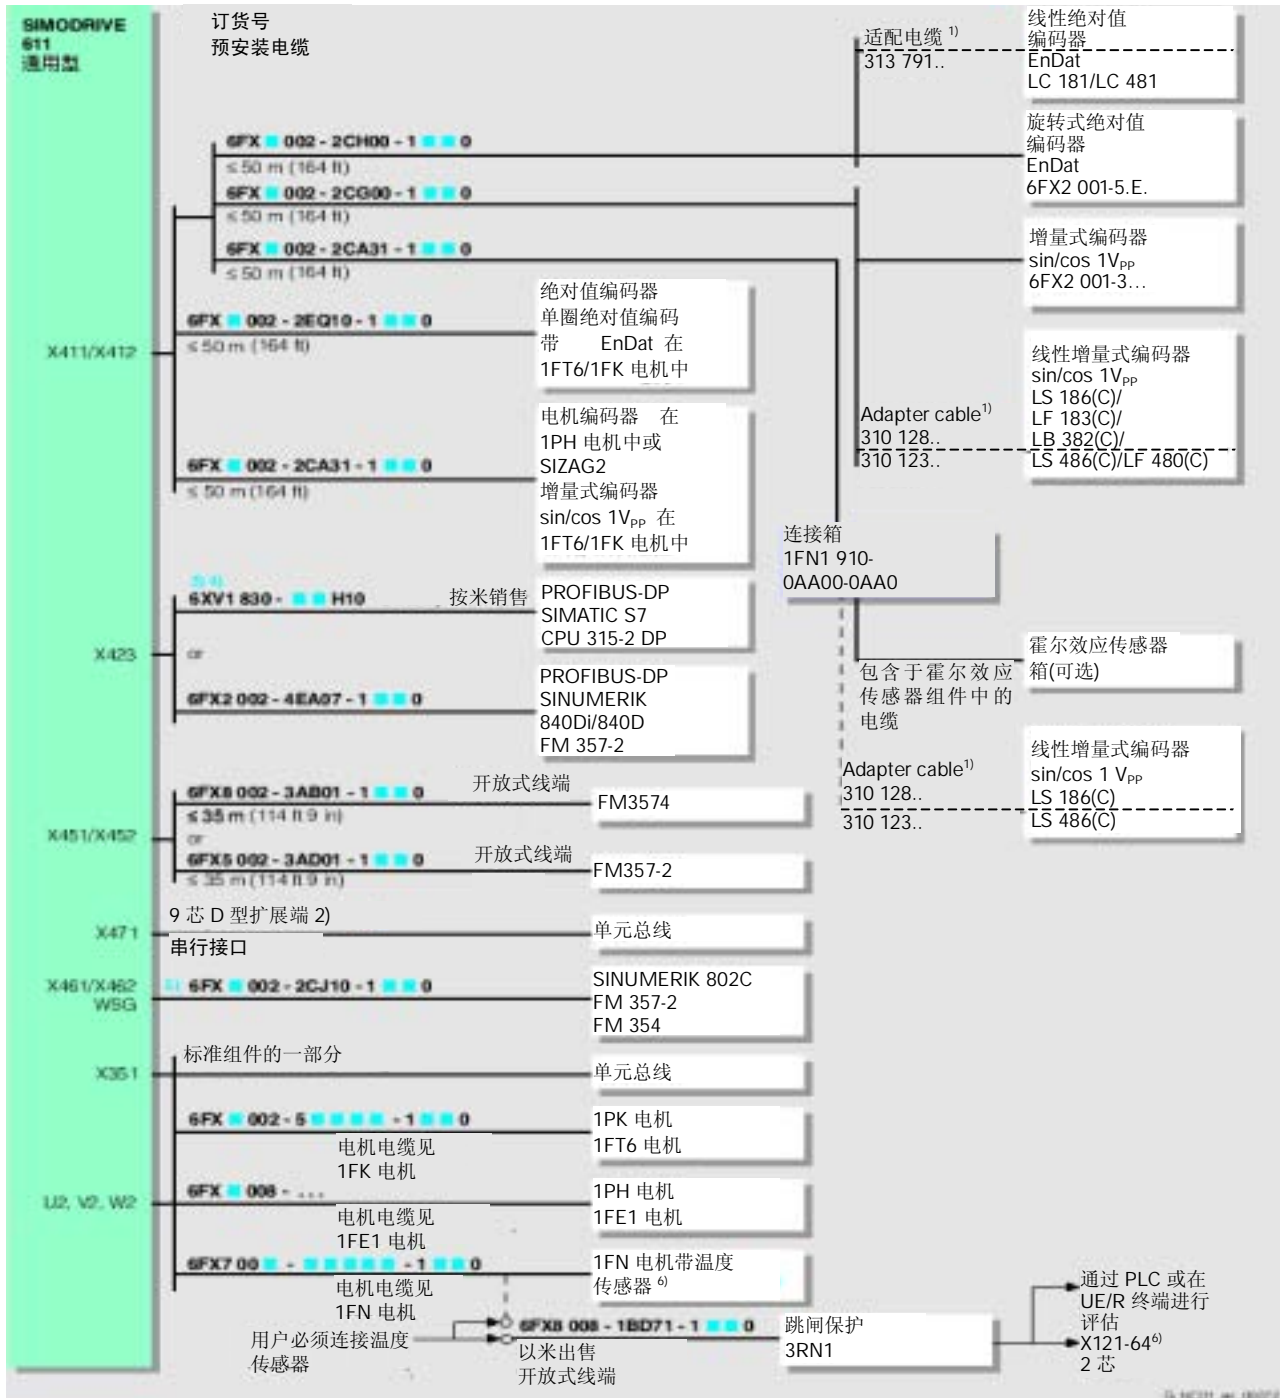 SIMODRIVE
611
通用型
订货号
预安装电缆
适配电缆 1)
313 791..
线性绝对值
编码器
EnDat
LC 181/LC 481
6FX ■ 002 - 2CH00 - 1 ■ ■ 0
≤ 50 m (164 ft)
旋转式绝对值
编码器
EnDat
6FX2 001-5.E.
6FX ■ 002 - 2CG00 - 1 ■ ■ 0
≤ 50 m (164 ft)
6FX ■ 002 - 2CA31 - 1 ■ ■ 0
≤ 50 m (164 ft)
增量式编码器
sin/cos 1VPP
6FX2 001-3...
X411/X412
6FX ■ 002 - 2EQ10 - 1 ■ ■ 0
≤ 50 m (164 ft)
绝对值编码器
单圈绝对值编码
带 EnDat 在
1FT6/1FK 电机中
线性增量式编码器
sin/cos 1VPP
LS 186(C)/
LF 183(C)/
LB 382(C)/
LS 486(C)/LF 480(C)
Adapter cable1)
310 128..
310 123..
6FX ■ 002 - 2CA31 - 1 ■ ■ 0
≤ 50 m (164 ft)
电机编码器 在
1PH 电机中或
SIZAG2
增量式编码器
sin/cos 1VPP 在
1FT6/1FK 电机中
连接箱
1FN1 910-
0AA00-0AA0
X423
6XV1 830 - ■ ■ H10
按米销售
PROFIBUS-DP
SIMATIC S7
CPU 315-2 DP
or
6FX2 002 - 4EA07 - 1 ■ ■ 0
PROFIBUS-DP
SINUMERIK
840Di/840D
FM 357-2
包含于霍尔效应
传感器组件中的
电缆
霍尔效应传感器
箱(可选)
Adapter cable1)
310 128..
310 123..
线性增量式编码器
sin/cos 1 VPP
LS 186(C)
LS 486(C)
X451/X452
6FX8 002 - 3AB01 - 1 ■ ■ 0
≤ 35 m (114 ft 9 in)
开放式线端
FM3574
or
6FX5 002 - 3AD01 - 1 ■ ■ 0
≤ 35 m (114 ft 9 in)
开放式线端
FM357-2
X471
9 芯 D 型扩展端 2)
串行接口
单元总线
X461/X462
WSG
6FX ■ 002 - 2CJ10 - 1 ■ ■ 0
SINUMERIK 802C
FM 357-2
FM 354
X351
标准组件的一部分
单元总线
U2, V2, W2
6FX ■ 002 - 5 ■ ■ ■ ■ - 1 ■ ■ 0
电机电缆见
1FK 电机
1PK 电机
1FT6 电机
6FX ■ 008 - ...
电机电缆见
1FE1 电机
1PH 电机
1FE1 电机
6FX7 00 ■ - ■ ■ ■ ■ ■ - 1 ■ ■ 0
电机电缆见
1FN 电机
1FN 电机带温度
传感器 6)
用户必须连接温度
传感器
6FX8 008 - 1BD71 - 1 ■ ■ 0
以米出售
开放式线端
跳闸保护
3RN1
通过 PLC 或在
UE/R 终端进行
评估
X121-646)
2 芯